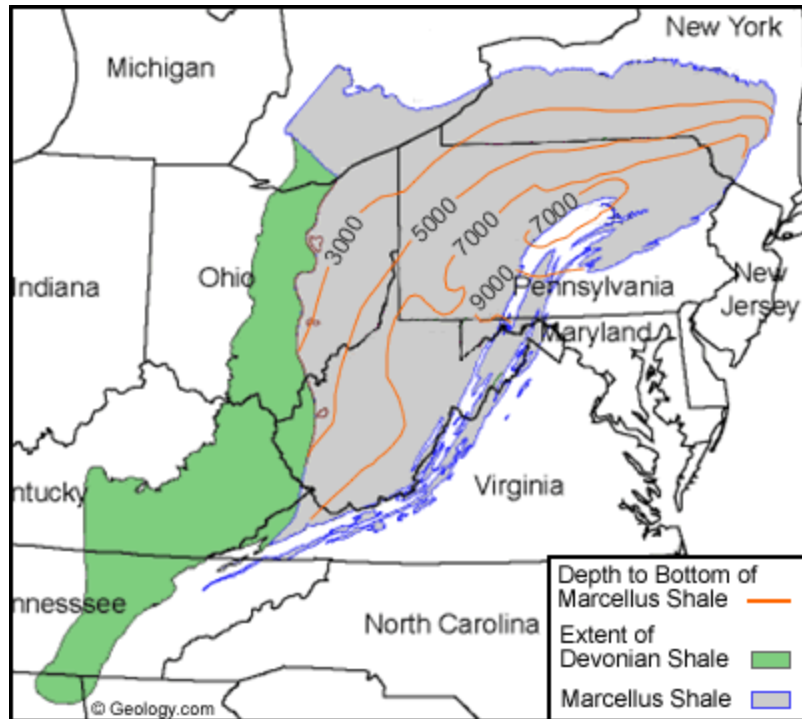 New York
Michigan
3000
5000
7000
7000
9000
Ohio
Indiana
Pennsylvania
New
Jersey
Maryland
ntucky
Virginia
nnesssee
North Carolina
Depth to Bottom of
Marcellus Shale
Extent of
Devonian Shale
Marcellus Shale
© Geology.com